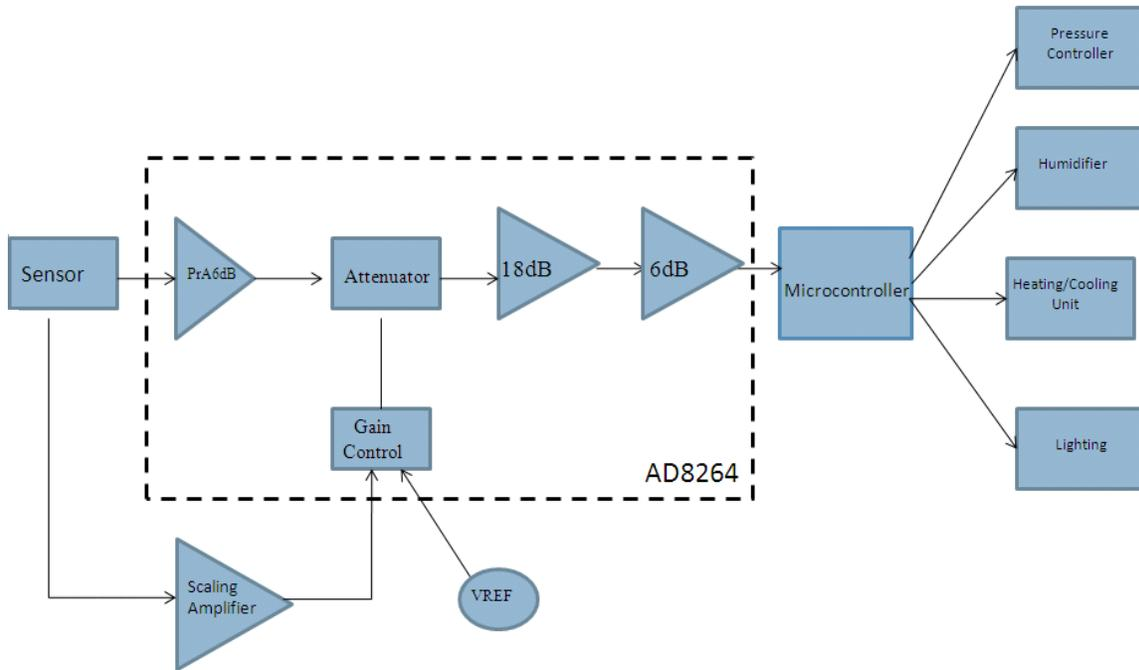 Pressure
Controller
Humidifier
Sensor
PrA6dB
Attenuator
18dB
6dB
Microcontroller
Heating/Cooling
Unit
Gain
Control
AD8264
Lighting
Scaling
Amplifier
VREF